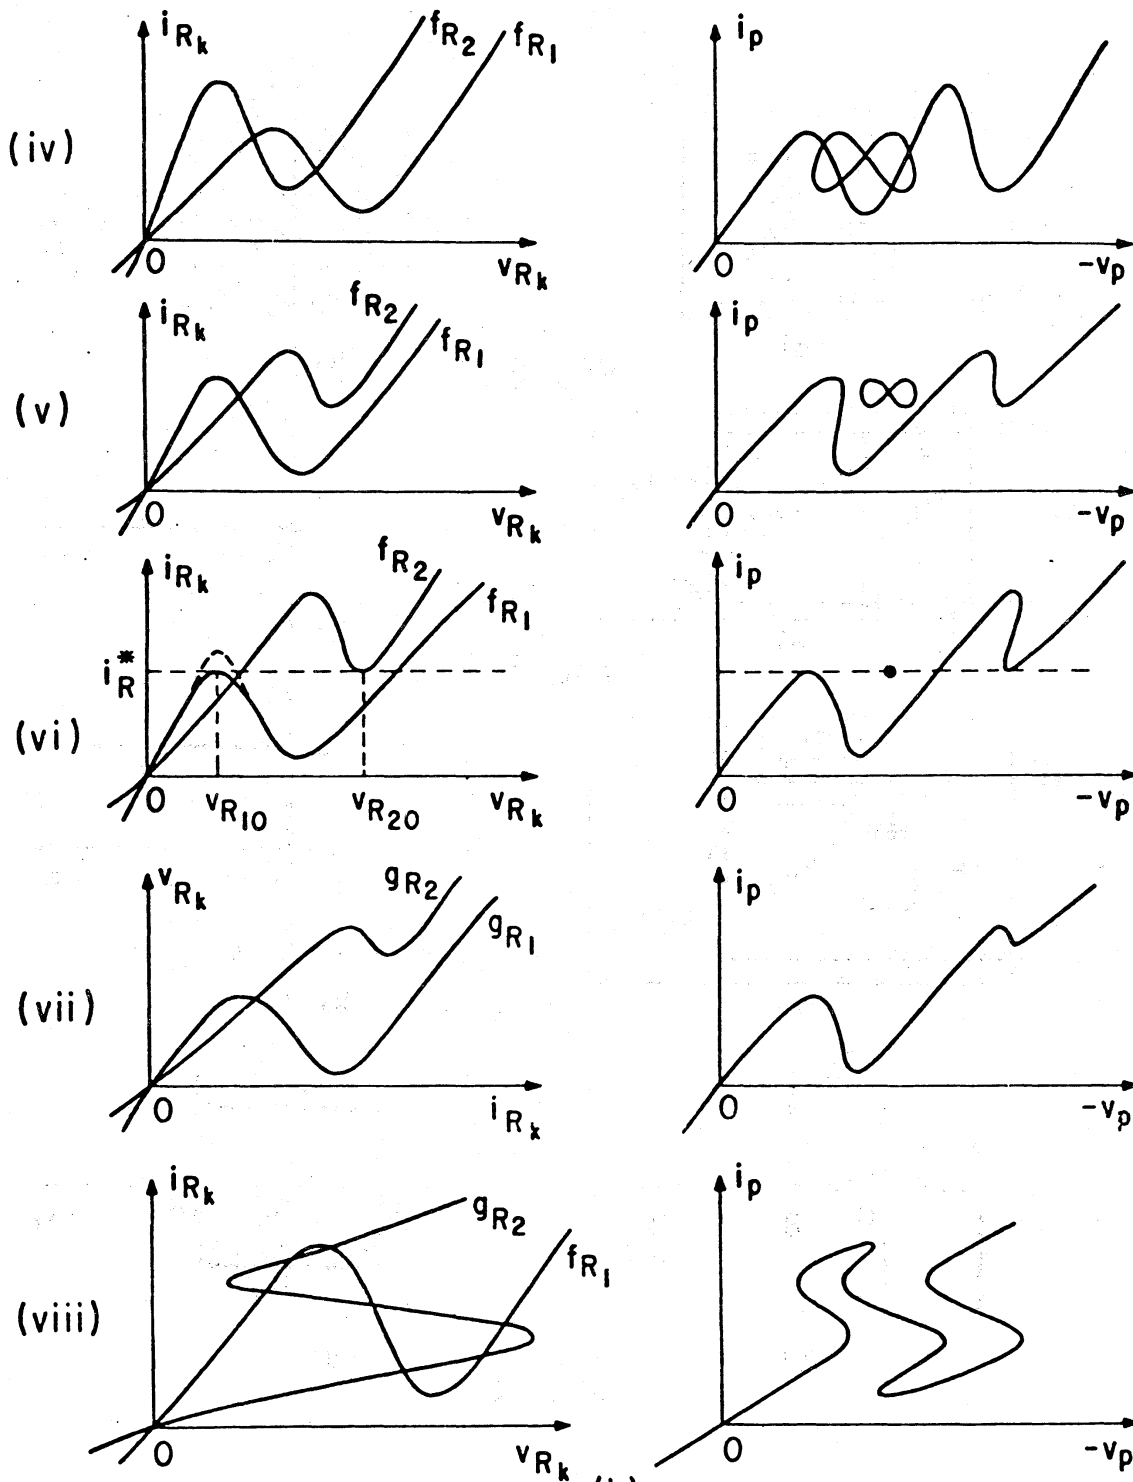 (iv)
i_{R_k}
f_{R_2}
f_{R_1}
0
v_{R_k}
i_p
0
-v_p
(v)
i_{R_k}
f_{R_2}
f_{R_1}
0
v_{R_k}
i_p
0
-v_p
(vi)
i_{R_k}
f_{R_2}
f_{R_1}
i_R^*
0
v_{R_{10}}
v_{R_{20}}
v_{R_k}
i_p
0
-v_p
(vii)
v_{R_k}
g_{R_2}
g_{R_1}
0
i_{R_k}
i_p
0
-v_p
(viii)
i_{R_k}
g_{R_2}
f_{R_1}
0
v_{R_k}
i_p
0
-v_p